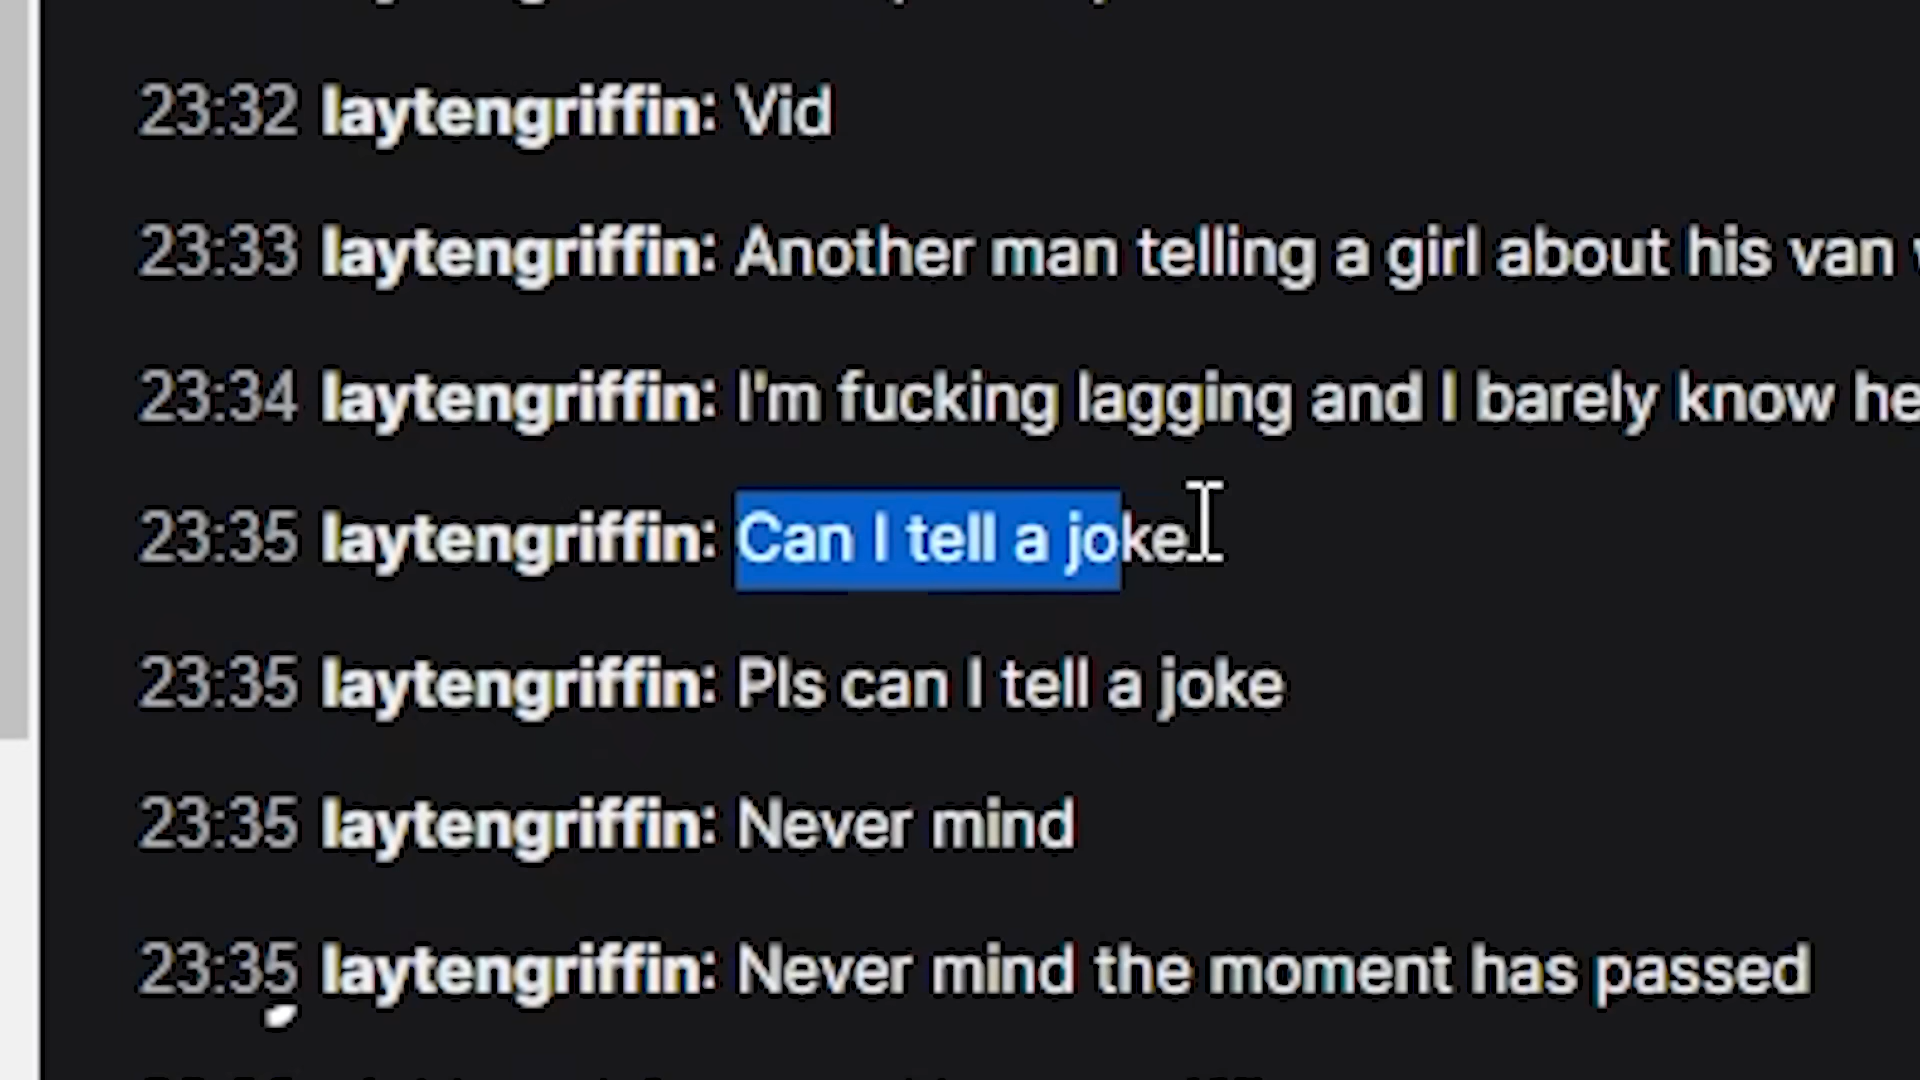 23:32 laytengriffin: Vid
23:33 laytengriffin: Another man telling a girl about his van
23:34 laytengriffin: I'm fucking lagging and I barely know
23:35 laytengriffin: Can I tell a joke
23:35 laytengriffin: Pls can I tell a joke
23:35 laytengriffin: Never mind
23:35 laytengriffin: Never mind the moment has passed